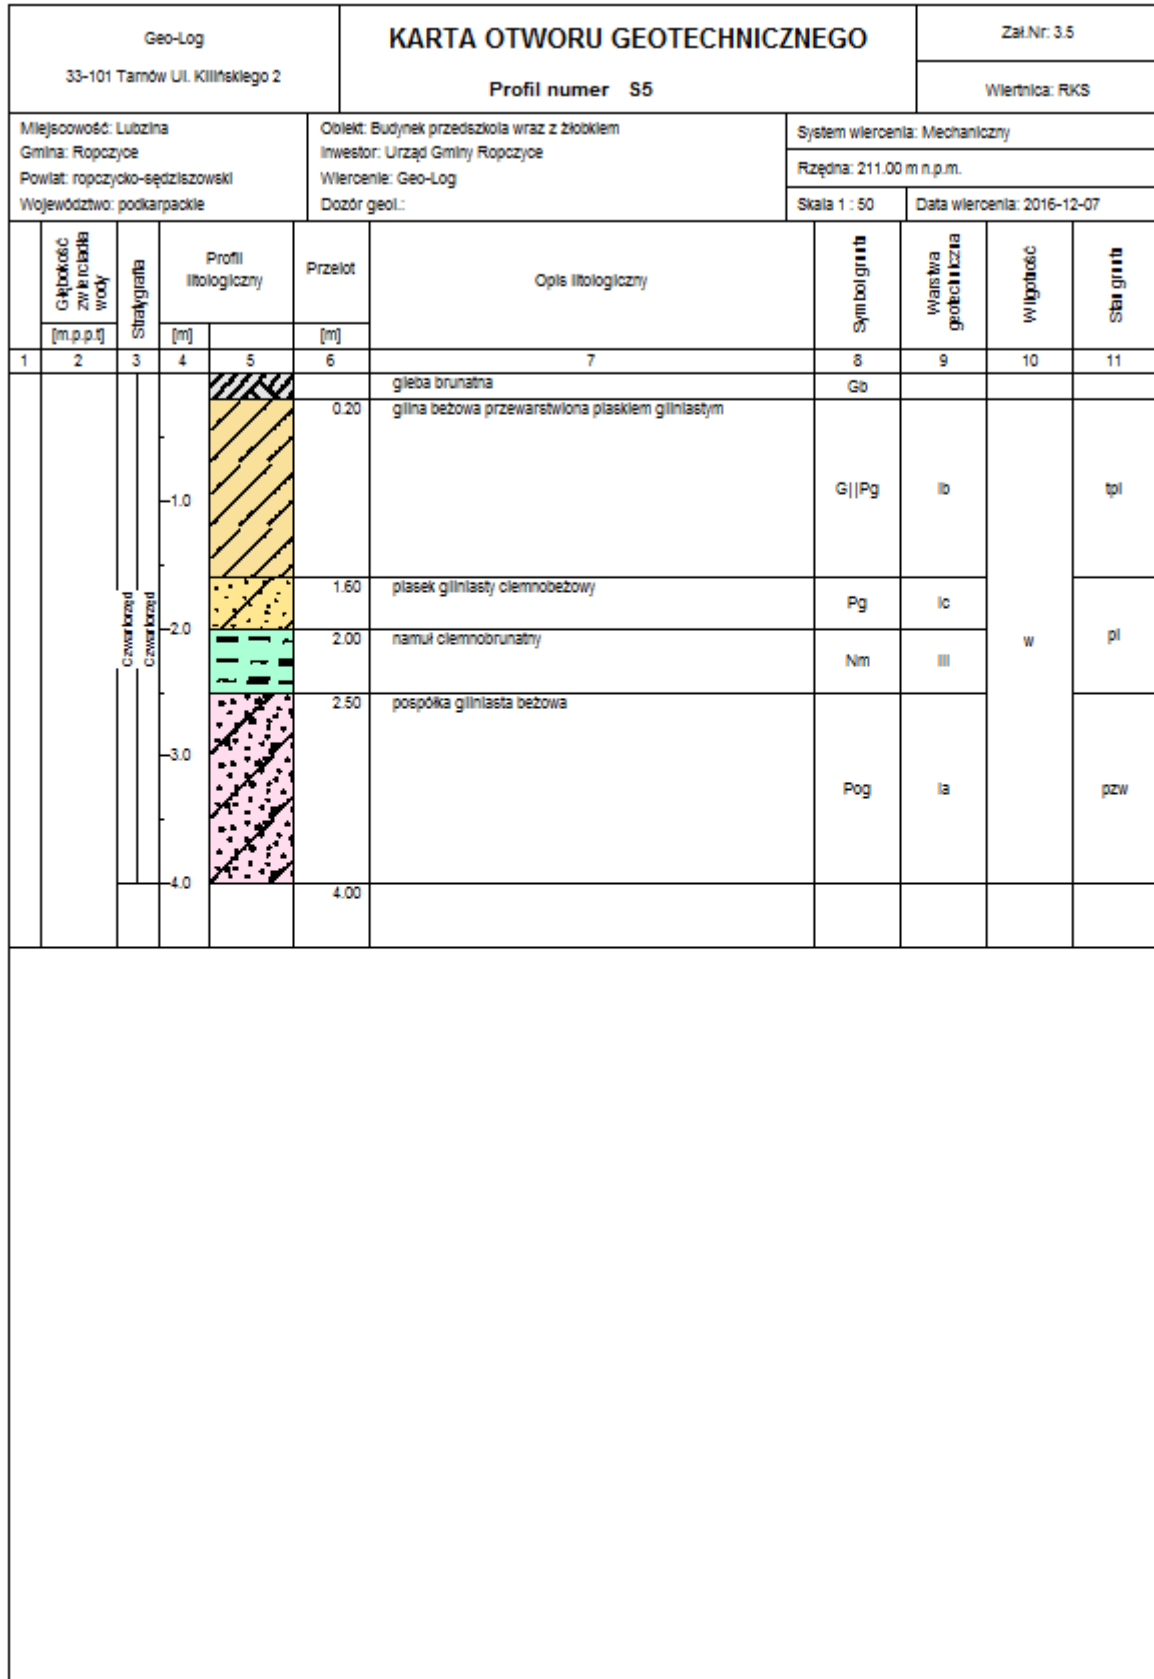 Geo-Log
33-101 Tarnów Ul. Kilińskiego 2
KARTA OTWORU GEOTECHNICZNEGO
Profil numer S5
Zał.Nr: 3.5
Wiertnica: RKS
Miejscowość: Lubzina
Gmina: Ropczyce
Powiat: ropczycko-sędziszowski
Województwo: podkarpackie
Obiekt: Budynek przedszkola wraz z żłobkiem
Inwestor: Urząd Gminy Ropczyce
Wiercenie: Geo-Log
Dozór geol.:
System wiercenia: Mechaniczny
Rzędna: 211.00 m n.p.m.
Skala 1 : 50
Data wiercenia: 2016-12-07
Głębokość
zwierciadła
wody
[m.p.p.t]
Stratygrafia
Profil
litologiczny
[m]
Przelot
[m]
Opis litologiczny
Symbol gruntu
Warstwa
geotechniczna
Wilgotność
Stan gruntu
1 2 3 4 5 6 7 8 9 10 11
gleba brunatna Gb
0.20 glina beżowa przewarstwiona piaskiem gliniastym
-1.0 G||Pg Ib tpl
1.60 piasek gliniasty ciemnobeżowy
Pg Ic
Czwartorzęd
Czwartorzęd
-2.0 2.00 namuł ciemnobrunatny
w pl
Nm III
2.50 pospółka gliniasta beżowa
-3.0
Pog Ia pzw
-4.0
4.00